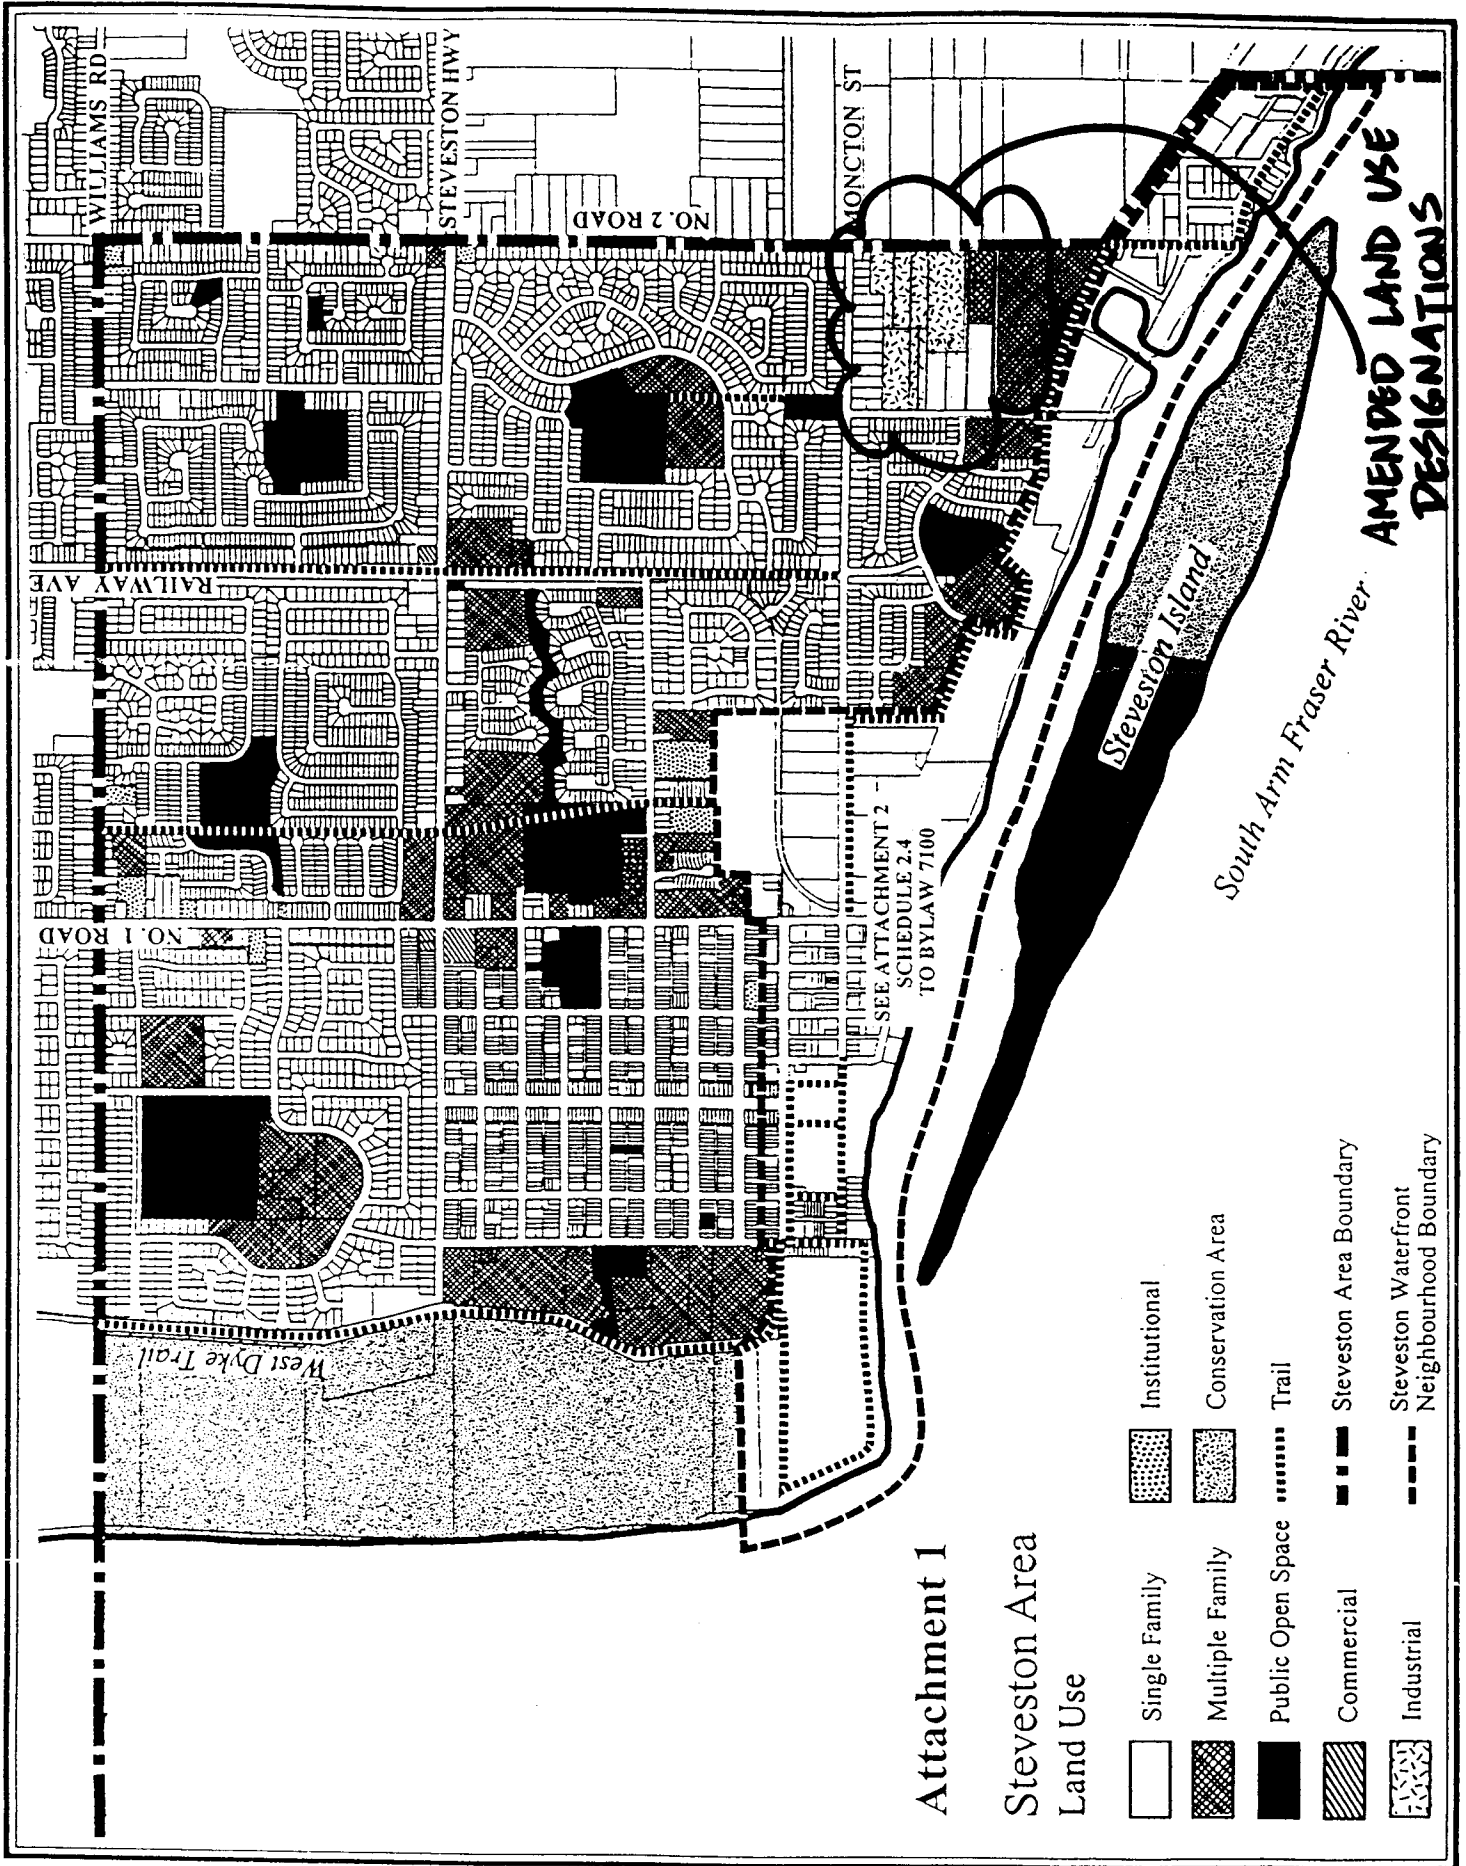 WILLIAMS RD
STEVESTON HWY
MONCTON ST
NO. 2 ROAD
RAILWAY AVE
NO. 1 ROAD
West Dyke Trail
SEE ATTACHMENT 2
SCHEDULE 2.4
TO BYLAW 7100
Steveston Island
South Arm Fraser River
AMENDED LAND USE
DESIGNATIONS
Attachment 1
Steveston Area
Land Use
Single Family
Multiple Family
Public Open Space
Commercial
Industrial
Institutional
Conservation Area
Trail
Steveston Area Boundary
Steveston Waterfront
Neighbourhood Boundary